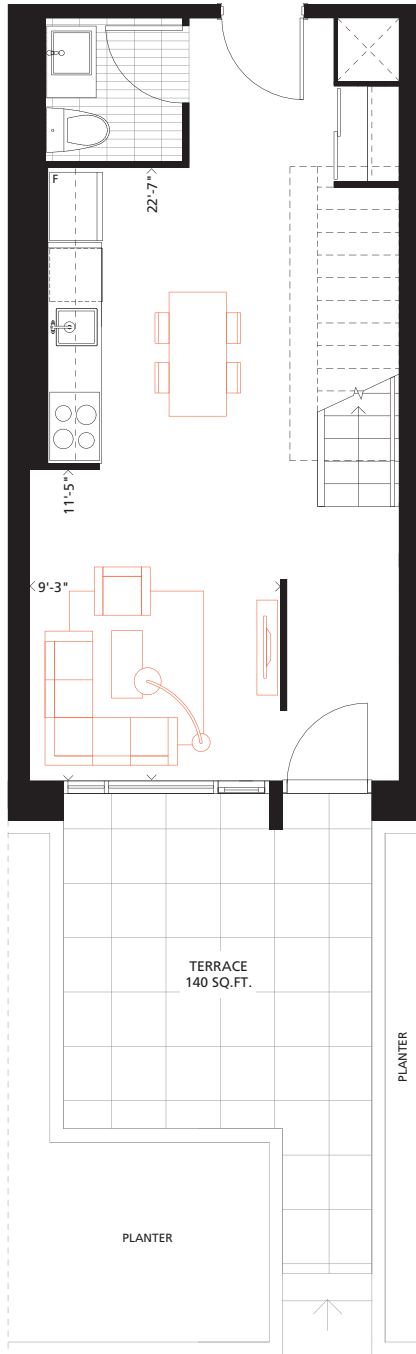 F
22'-7"
11'-5"
9'-3"
TERRACE
140 SQ.FT.
PLANTER
PLANTER